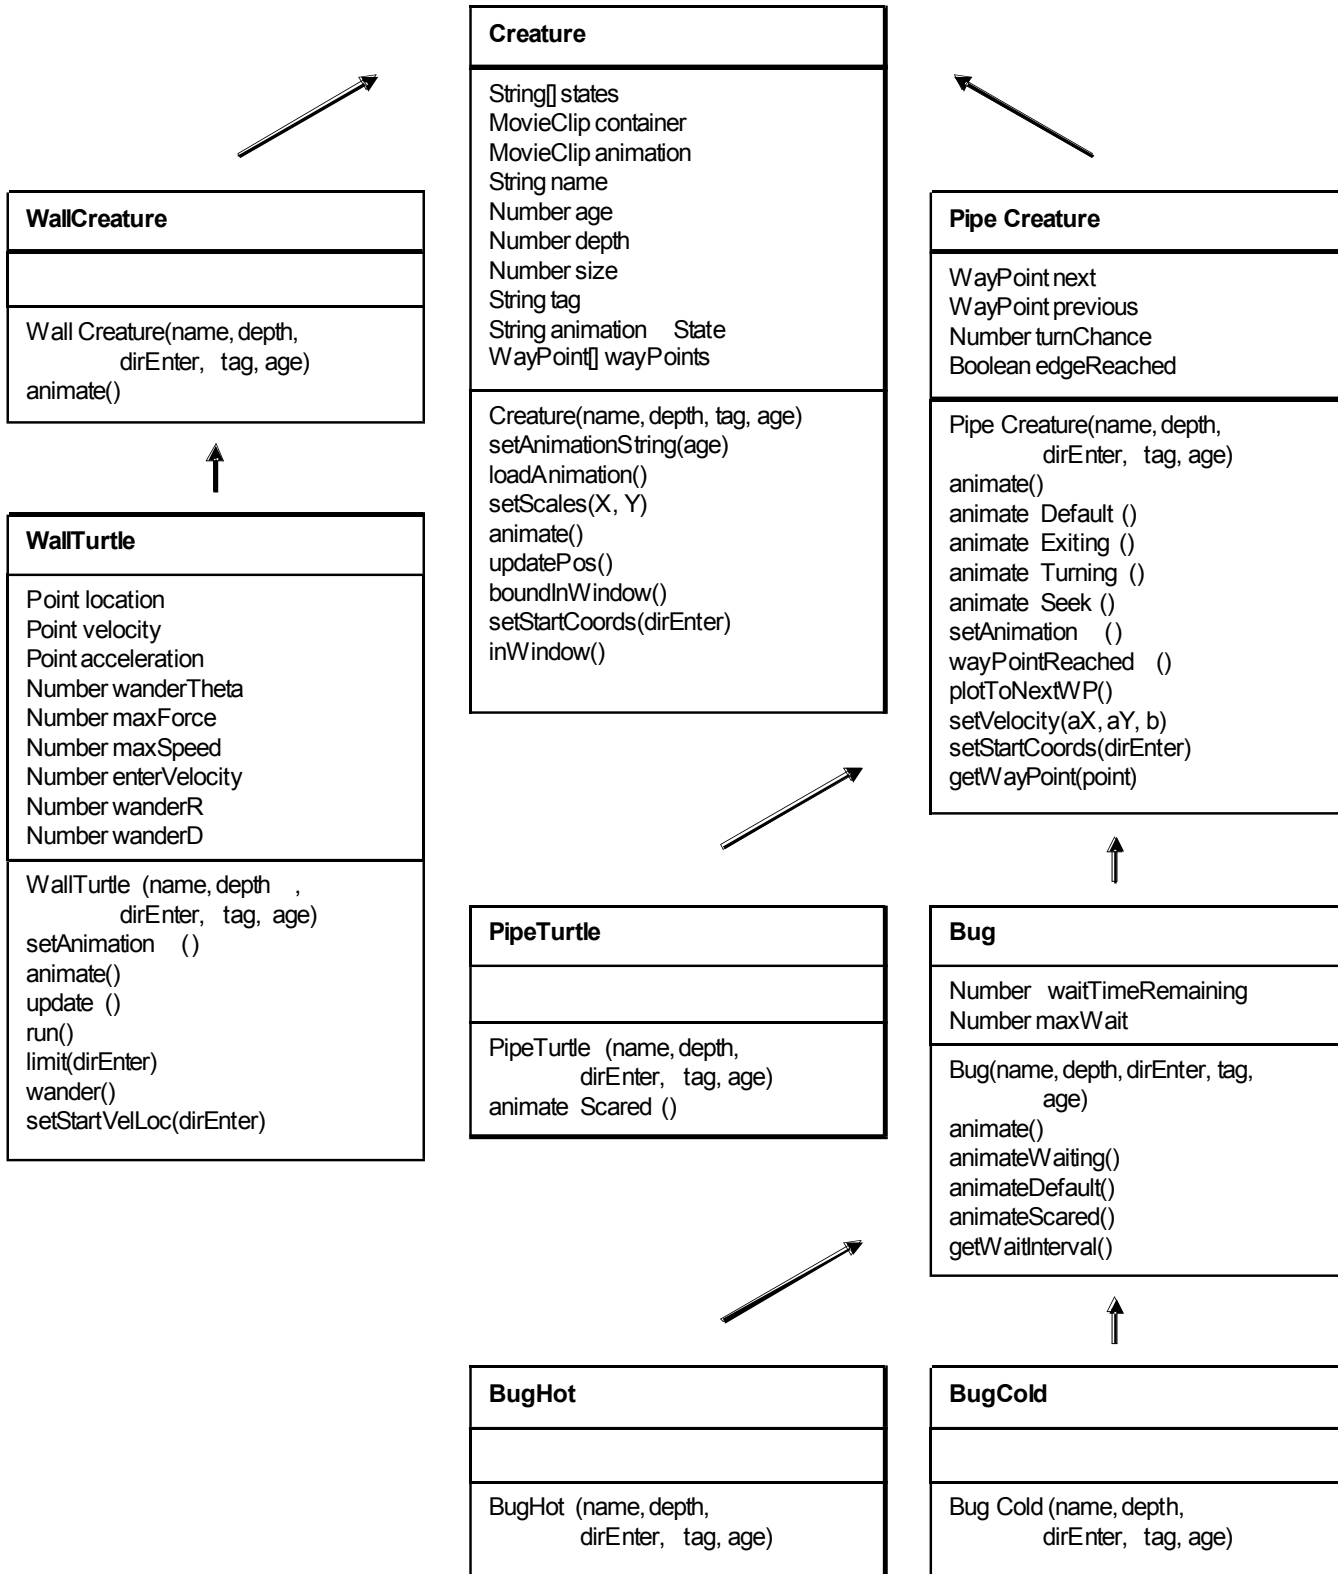 Creature
String[] states
MovieClip container
MovieClip animation
String name
Number age
Number depth
Number size
String tag
String animation State
WayPoint[] wayPoints
Creature(name, depth, tag, age)
setAnimationString(age)
loadAnimation()
setScales(X, Y)
animate()
updatePos()
boundInWindow()
setStartCoords(dirEnter)
inWindow()
WallCreature
Wall Creature(name, depth,
dirEnter, tag, age)
animate()
Pipe Creature
WayPoint next
WayPoint previous
Number turnChance
Boolean edgeReached
Pipe Creature(name, depth,
dirEnter, tag, age)
animate()
animate Default ()
animate Exiting ()
animate Turning ()
animate Seek ()
setAnimation ()
wayPointReached ()
plotToNextWP()
setVelocity(aX, aY, b)
setStartCoords(dirEnter)
getWayPoint(point)
WallTurtle
Point location
Point velocity
Point acceleration
Number wanderTheta
Number maxForce
Number maxSpeed
Number enterVelocity
Number wanderR
Number wanderD
WallTurtle (name, depth ,
dirEnter, tag, age)
setAnimation ()
animate()
update ()
run()
limit(dirEnter)
wander()
setStartVelLoc(dirEnter)
PipeTurtle
PipeTurtle (name, depth,
dirEnter, tag, age)
animate Scared ()
Bug
Number waitTimeRemaining
Number maxWait
Bug(name, depth, dirEnter, tag,
age)
animate()
animateWaiting()
animateDefault()
animateScared()
getWaitInterval()
BugHot
BugHot (name, depth,
dirEnter, tag, age)
BugCold
Bug Cold (name, depth,
dirEnter, tag, age)